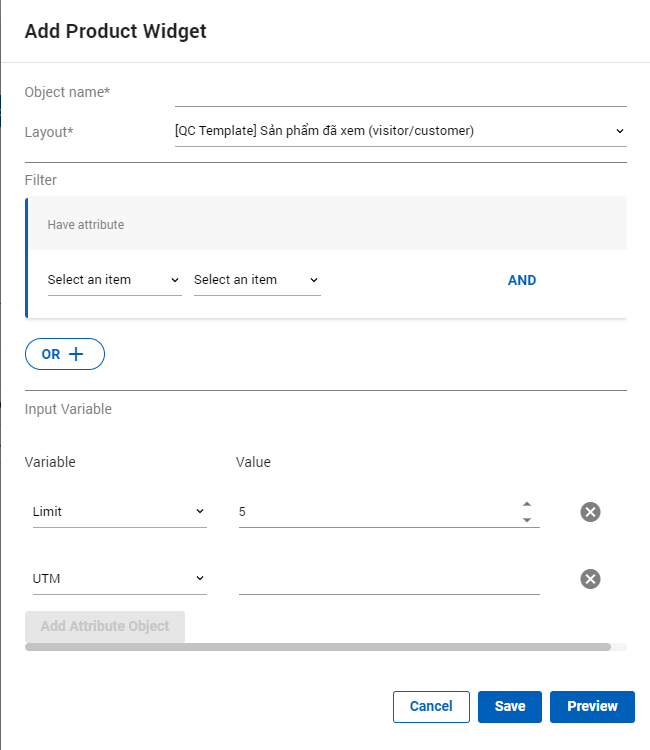 Add Product Widget
Object name*
Layout* [QC Template] Sản phẩm đã xem (visitor/customer)
Filter
Have attribute
Select an item Select an item AND
OR +
Input Variable
Variable Value
Limit 5
UTM
Add Attribute Object
Cancel Save Preview